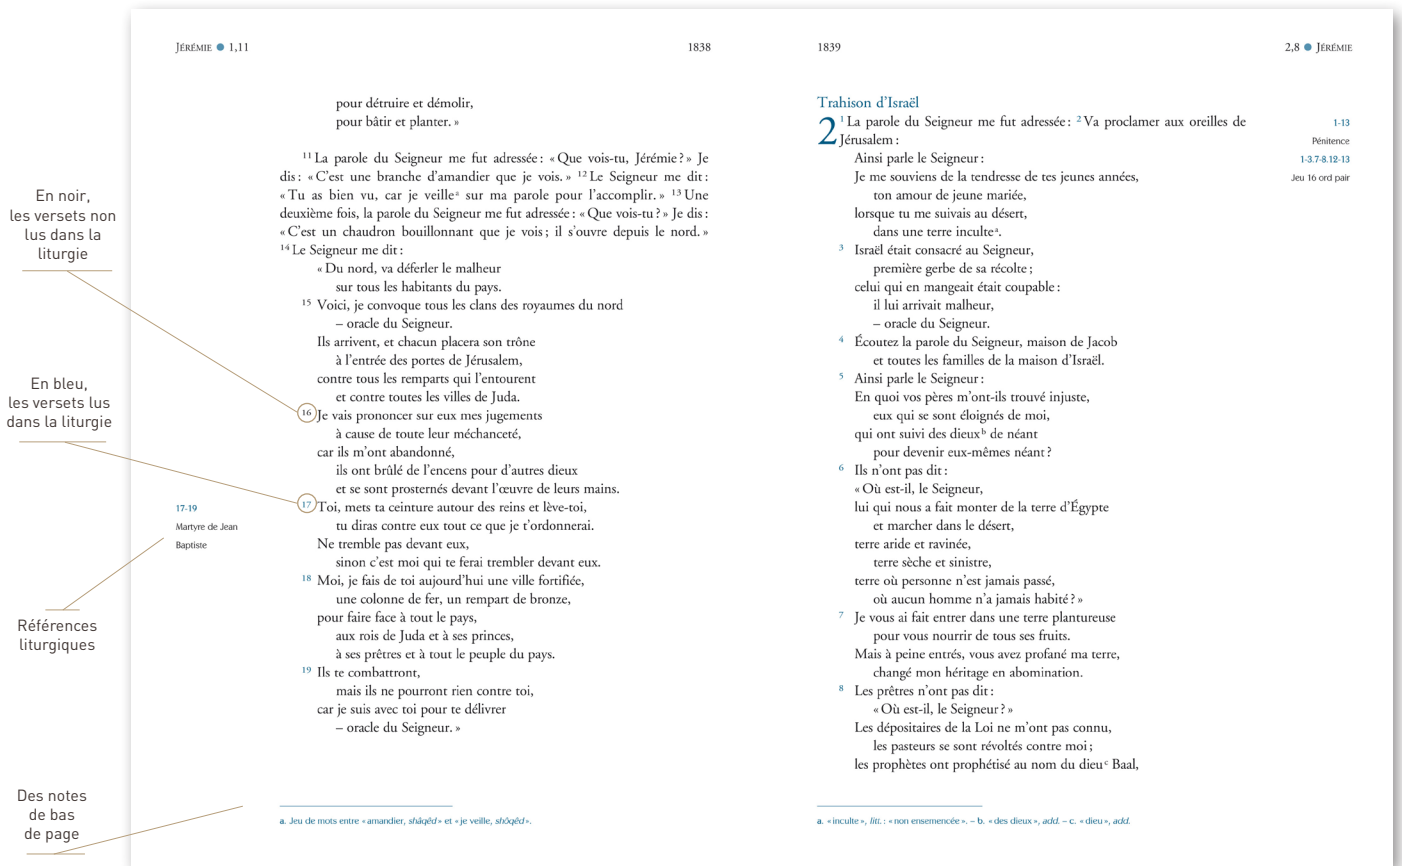 JÉRÉMIE ● 1,11
1838
pour détruire et démolir,
pour bâtir et planter. »
11 La parole du Seigneur me fut adressée : « Que vois-tu, Jérémie ? » Je
dis : « C'est une branche d'amandier que je vois. » 12 Le Seigneur me dit :
« Tu as bien vu, car je veille a sur ma parole pour l'accomplir. » 13 Une
deuxième fois, la parole du Seigneur me fut adressée : « Que vois-tu ? » Je dis :
« C'est un chaudron bouillonnant que je vois ; il s'ouvre depuis le nord. »
14 Le Seigneur me dit :
« Du nord, va déferler le malheur
sur tous les habitants du pays.
15 Voici, je convoque tous les clans des royaumes du nord
– oracle du Seigneur.
Ils arrivent, et chacun placera son trône
à l'entrée des portes de Jérusalem,
contre tous les remparts qui l'entourent
et contre toutes les villes de Juda.
16 Je vais prononcer sur eux mes jugements
à cause de toute leur méchanceté,
car ils m'ont abandonné,
ils ont brûlé de l'encens pour d'autres dieux
et se sont prosternés devant l'œuvre de leurs mains.
17 Toi, mets ta ceinture autour des reins et lève-toi,
tu diras contre eux tout ce que je t'ordonnerai.
Ne tremble pas devant eux,
sinon c'est moi qui te ferai trembler devant eux.
18 Moi, je fais de toi aujourd'hui une ville fortifiée,
une colonne de fer, un rempart de bronze,
pour faire face à tout le pays,
aux rois de Juda et à ses princes,
à ses prêtres et à tout le peuple du pays.
19 Ils te combattront,
mais ils ne pourront rien contre toi,
car je suis avec toi pour te délivrer
– oracle du Seigneur. »
17-19
Martyre de Jean
Baptiste
a. Jeu de mots entre « amandier, shâqéd » et « je veille, shôqéd ».
En noir,
les versets non
lus dans la
liturgie
En bleu,
les versets lus
dans la liturgie
Références
liturgiques
Des notes
de bas
de page
1839
2,8 ● JÉRÉMIE
Trahison d'Israël
2 1 La parole du Seigneur me fut adressée : 2 Va proclamer aux oreilles de
Jérusalem :
Ainsi parle le Seigneur :
Je me souviens de la tendresse de tes jeunes années,
ton amour de jeune mariée,
lorsque tu me suivais au désert,
dans une terre inculte a.
3 Israël était consacré au Seigneur,
première gerbe de sa récolte ;
celui qui en mangeait était coupable :
il lui arrivait malheur,
– oracle du Seigneur.
4 Écoutez la parole du Seigneur, maison de Jacob
et toutes les familles de la maison d'Israël.
5 Ainsi parle le Seigneur :
En quoi vos pères m'ont-ils trouvé injuste,
eux qui se sont éloignés de moi,
qui ont suivi des dieux b de néant
pour devenir eux-mêmes néant ?
6 Ils n'ont pas dit :
« Où est-il, le Seigneur,
lui qui nous a fait monter de la terre d'Égypte
et marcher dans le désert,
terre aride et ravinée,
terre sèche et sinistre,
terre où personne n'est jamais passé,
où aucun homme n'a jamais habité ? »
7 Je vous ai fait entrer dans une terre plantureuse
pour vous nourrir de tous ses fruits.
Mais à peine entrés, vous avez profané ma terre,
changé mon héritage en abomination.
8 Les prêtres n'ont pas dit :
« Où est-il, le Seigneur ? »
Les dépositaires de la Loi ne m'ont pas connu,
les pasteurs se sont révoltés contre moi ;
les prophètes ont prophétisé au nom du dieu c Baal,
1-13
Pénitence
1-3.7-8.12-13
Jeu 16 ord pair
a. « inculte », litt. : « non ensemencée ». – b. « des dieux », add. – c. « dieu », add.